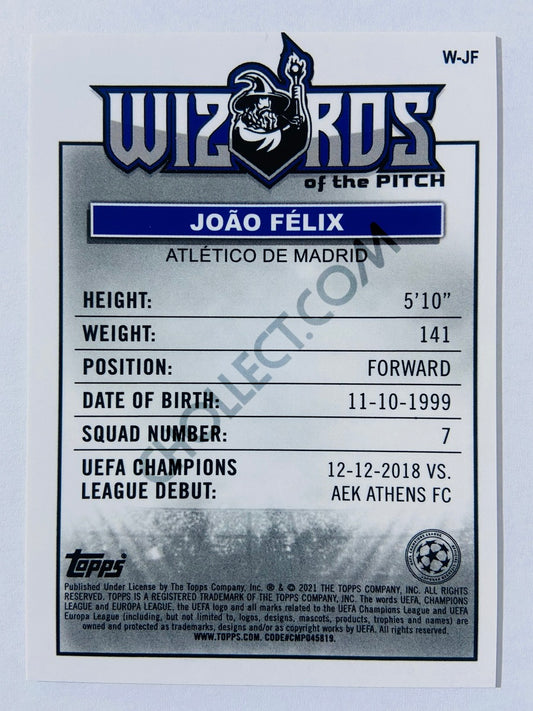 W-JF
WIZARDS
of the PITCH
JOÃO FÉLIX
ATLÉTICO DE MADRID
HEIGHT: 5'10"
WEIGHT: 141
POSITION: FORWARD
DATE OF BIRTH: 11-10-1999
SQUAD NUMBER: 7
UEFA CHAMPIONS LEAGUE DEBUT: 12-12-2018 VS. AEK ATHENS FC
CHOLLECT.COM
topps
Published Under License by The Topps Company, Inc. ® & © 2021 THE TOPPS COMPANY, INC. ALL RIGHTS
RESERVED. TOPPS IS A REGISTERED TRADEMARK OF THE TOPPS COMPANY, INC. The words UEFA, CHAMPIONS
LEAGUE and EUROPA LEAGUE, the UEFA logo and all marks related to the UEFA Champions League and UEFA
Europa League (including, but not limited to, logos, designs, mascots, products, trophies and names) are
owned and protected as trademarks, designs and/or as copyright works by UEFA. All rights reserved.
WWW.TOPPS.COM. CODE#CMP045819.